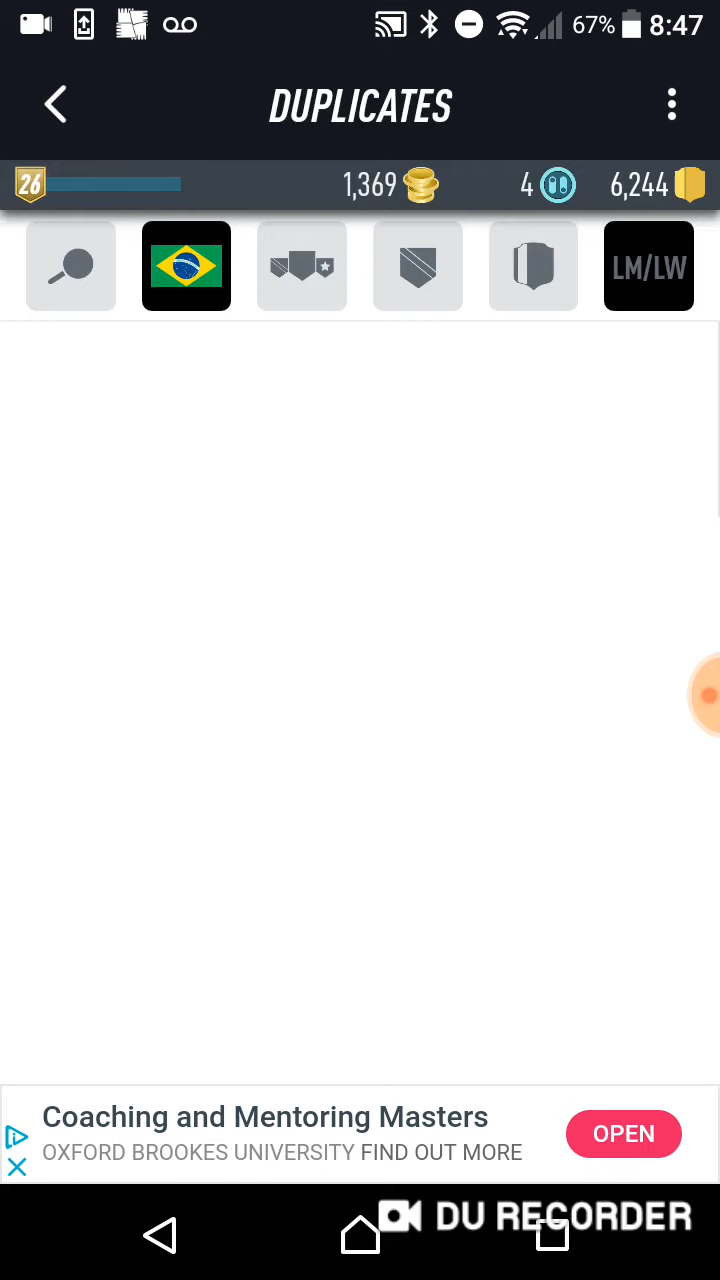 67% 8:47
DUPLICATES
26 1,369 4 6,244
LM/LW
Coaching and Mentoring Masters
OXFORD BROOKES UNIVERSITY FIND OUT MORE
OPEN
DU RECORDER